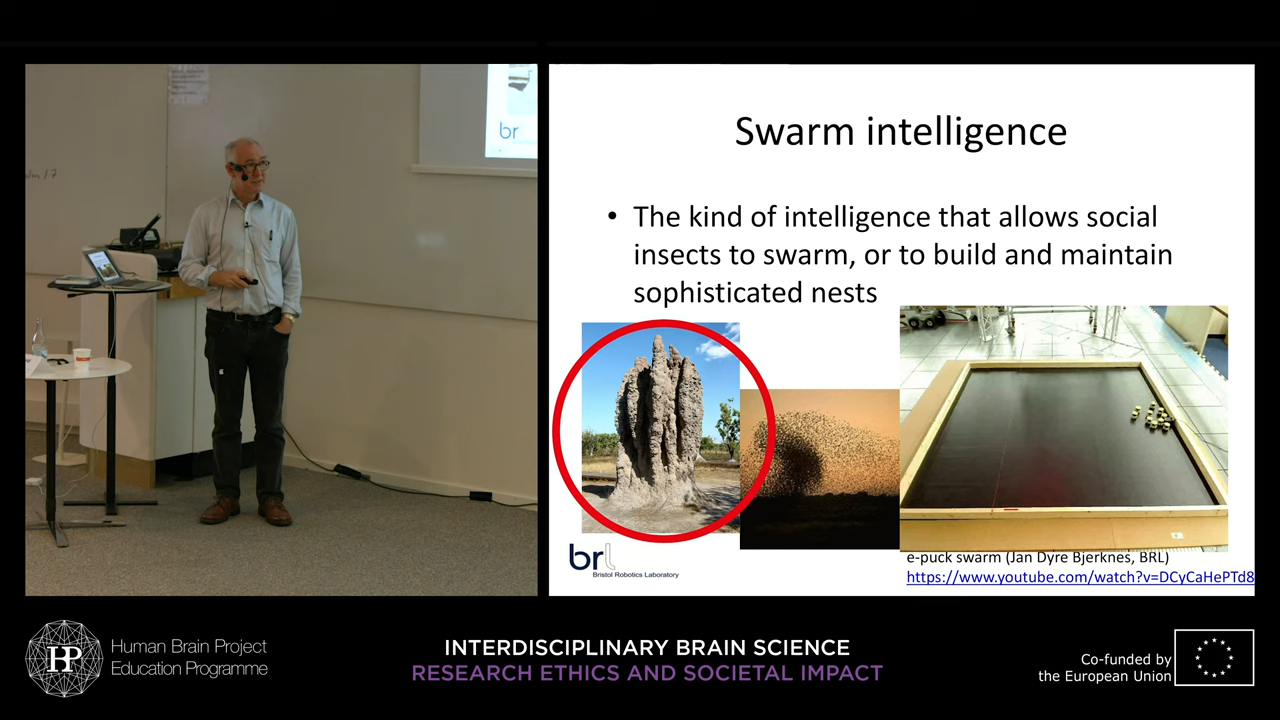 br
Swarm intelligence
• The kind of intelligence that allows social
insects to swarm, or to build and maintain
sophisticated nests
brl
Bristol Robotics Laboratory
e-puck swarm (Jan Dyre Bjerknes, BRL)
https://www.youtube.com/watch?v=DCyCaHePTd8
HP
Human Brain Project
Education Programme
INTERDISCIPLINARY BRAIN SCIENCE
RESEARCH ETHICS AND SOCIETAL IMPACT
Co-funded by
the European Union